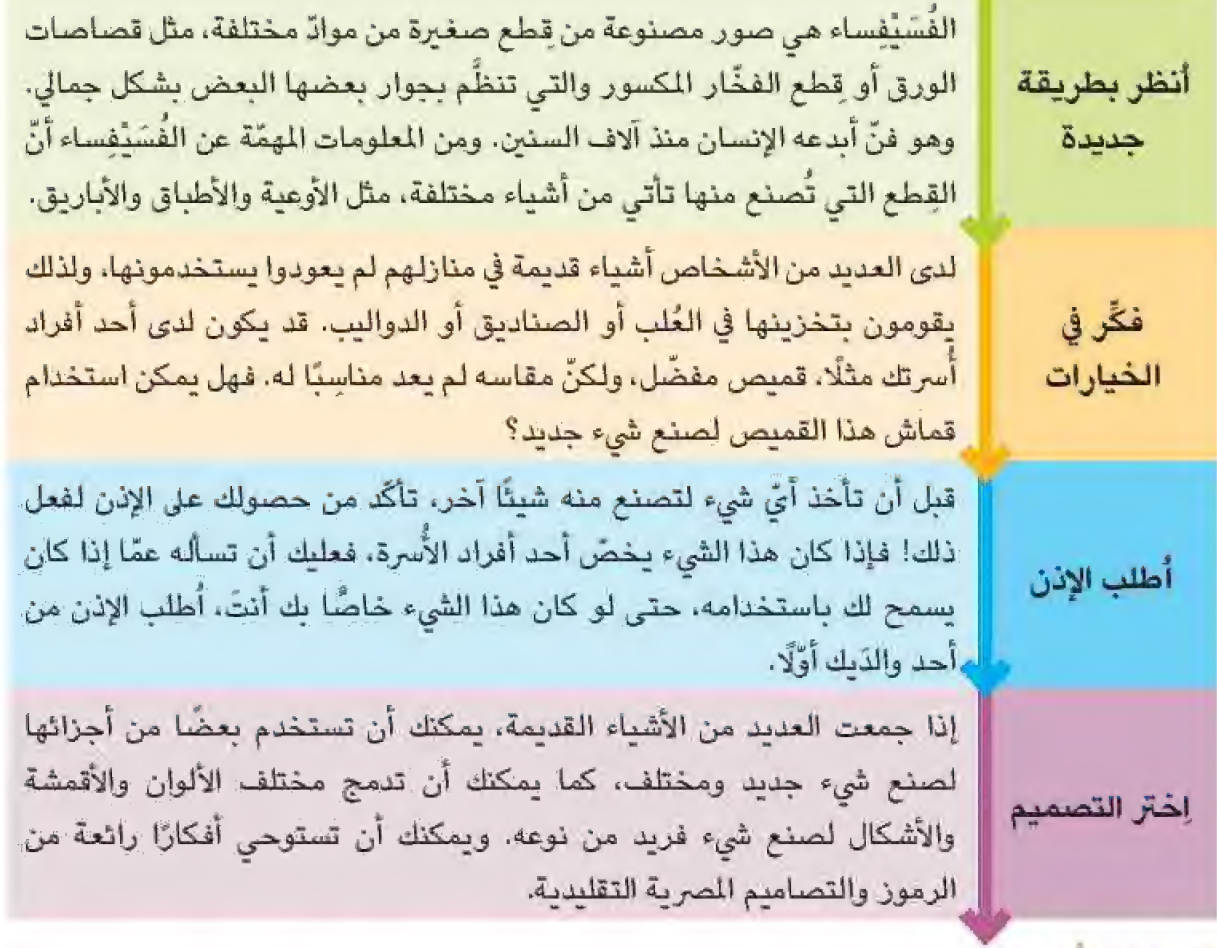 أنظر بطريقة
جديدة
الفُسَيْفِساء هي صور مصنوعة من قِطع صغيرة من موادّ مختلفة، مثل قصاصات
الورق أو قِطع الفخّار المكسور والتي تنظَّم بجوار بعضها البعض بشكل جمالي.
وهو فنّ أبدعه الإنسان منذ آلاف السنين. ومن المعلومات المهمّة عن الفُسَيْفِساء أنّ
القِطع التي تُصنع منها تأتي من أشياء مختلفة، مثل الأوعية والأطباق والأباريق.
فكِّر في
الخيارات
لدى العديد من الأشخاص أشياء قديمة في منازلهم لم يعودوا يستخدمونها، ولذلك
يقومون بتخزينها في العُلب أو الصناديق أو الدواليب. قد يكون لدى أحد أفراد
أُسرتك مثلًا، قميص مفضّل، ولكنّ مقاسه لم يعد مناسِبًا له. فهل يمكن استخدام
قماش هذا القميص لصنع شيء جديد؟
أطلب الإذن
قبل أن تأخذ أيّ شيء لتصنع منه شيئًا آخر، تأكّد من حصولك على الإذن لفعل
ذلك! فإذا كان هذا الشيء يخصّ أحد أفراد الأُسرة، فعليك أن تسأله عمّا إذا كان
يسمح لك باستخدامه، حتى لو كان هذا الشيء خاصًّا بك أنتَ، أُطلب الإذن من
أحد والدَيك أوّلًا.
اِختر التصميم
إذا جمعت العديد من الأشياء القديمة، يمكنك أن تستخدم بعضًا من أجزائها
لصنع شيء جديد ومختلف، كما يمكنك أن تدمج مختلف الألوان والأقمشة
والأشكال لصنع شيء فريد من نوعه. ويمكنك أن تستوحي أفكارًا رائعة من
الرموز والتصاميم المصرية التقليدية.